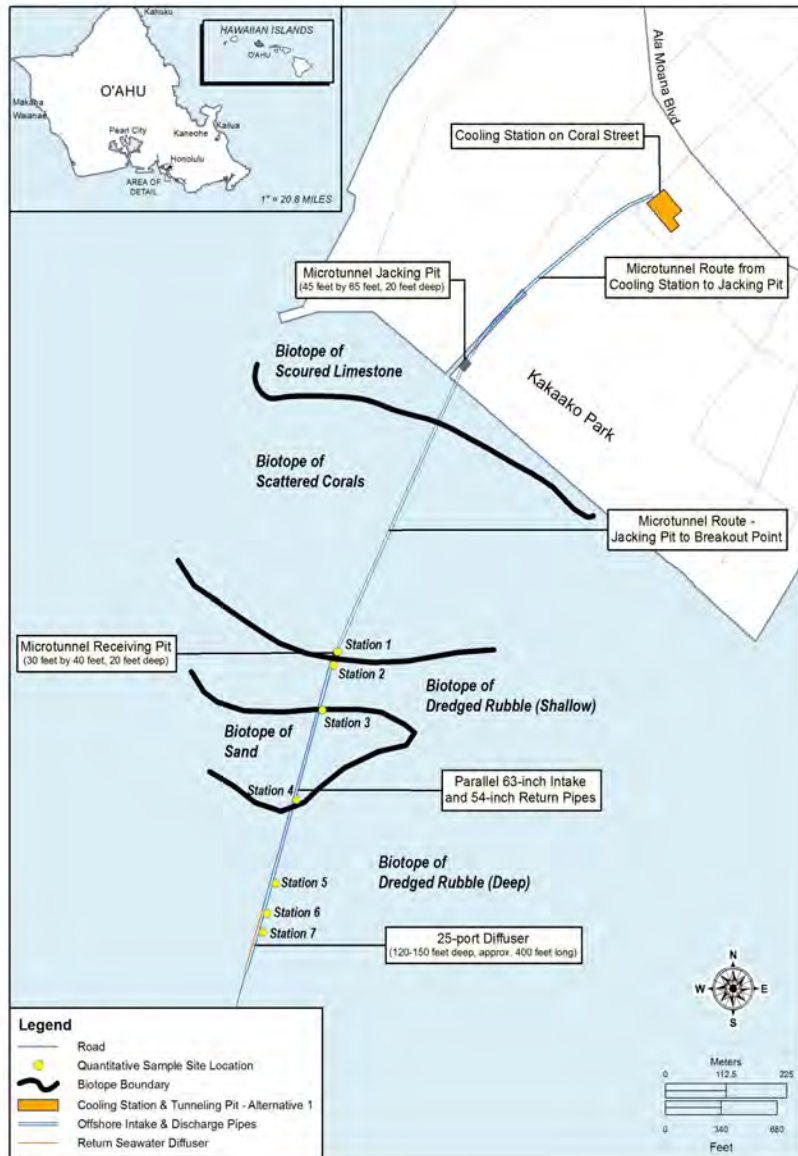 Kahuku
HAWAIIAN ISLANDS
O'AHU
O'AHU
Makaha
Waianae
Pearl City
Kaneohe
Kailua
Honolulu
AREA OF
DETAIL
1" = 20.8 MILES
Ala Moana Blvd
Cooling Station on Coral Street
Microtunnel Jacking Pit
(45 feet by 65 feet, 20 feet deep)
Microtunnel Route from
Cooling Station to Jacking Pit
Biotope of
Scoured Limestone
Kakaako Park
Biotope of
Scattered Corals
Microtunnel Route -
Jacking Pit to Breakout Point
Microtunnel Receiving Pit
(30 feet by 40 feet, 20 feet deep)
Station 1
Station 2
Biotope of
Dredged Rubble (Shallow)
Station 3
Biotope of
Sand
Station 4
Parallel 63-inch Intake
and 54-inch Return Pipes
Biotope of
Dredged Rubble (Deep)
Station 5
Station 6
Station 7
25-port Diffuser
(120-150 feet deep, approx. 400 feet long)
N
W
E
S
Legend
Road
Quantitative Sample Site Location
Biotope Boundary
Cooling Station & Tunneling Pit - Alternative 1
Offshore Intake & Discharge Pipes
Return Seawater Diffuser
Meters
0 112.5 225
0 340 680
Feet